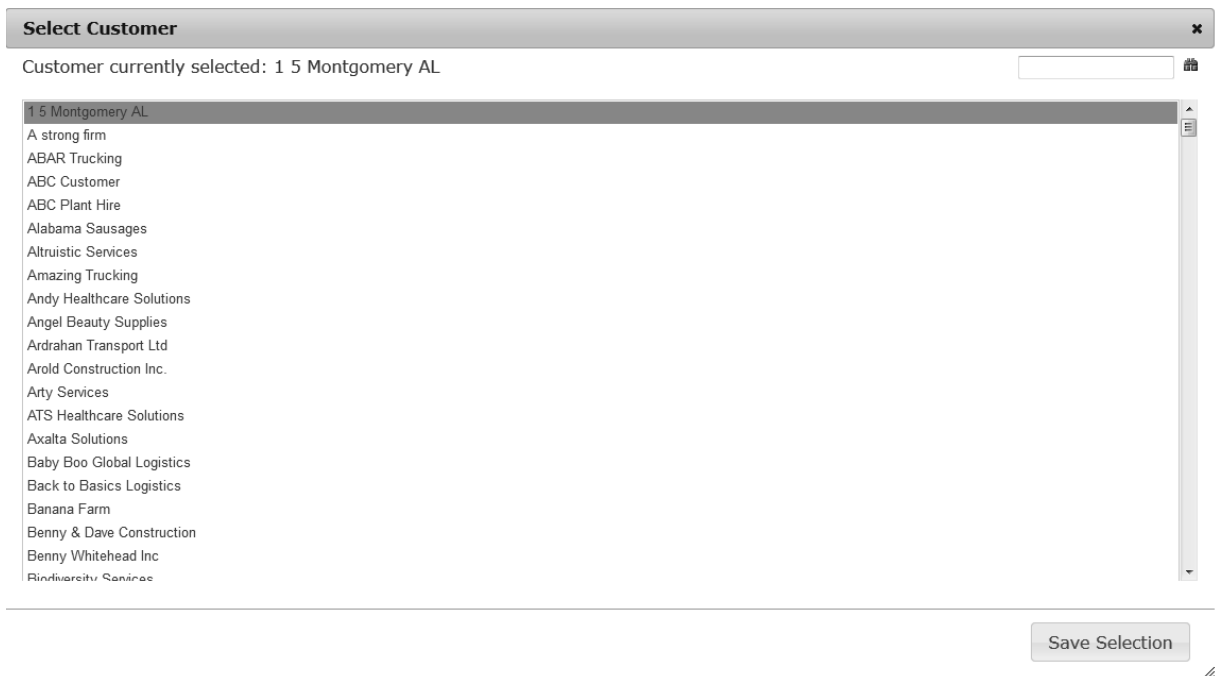 Select Customer
Customer currently selected: 1 5 Montgomery AL
1 5 Montgomery AL
A strong firm
ABAR Trucking
ABC Customer
ABC Plant Hire
Alabama Sausages
Altruistic Services
Amazing Trucking
Andy Healthcare Solutions
Angel Beauty Supplies
Ardrahan Transport Ltd
Arold Construction Inc.
Arty Services
ATS Healthcare Solutions
Axalta Solutions
Baby Boo Global Logistics
Back to Basics Logistics
Banana Farm
Benny & Dave Construction
Benny Whitehead Inc
Biodiversity Services
Save Selection